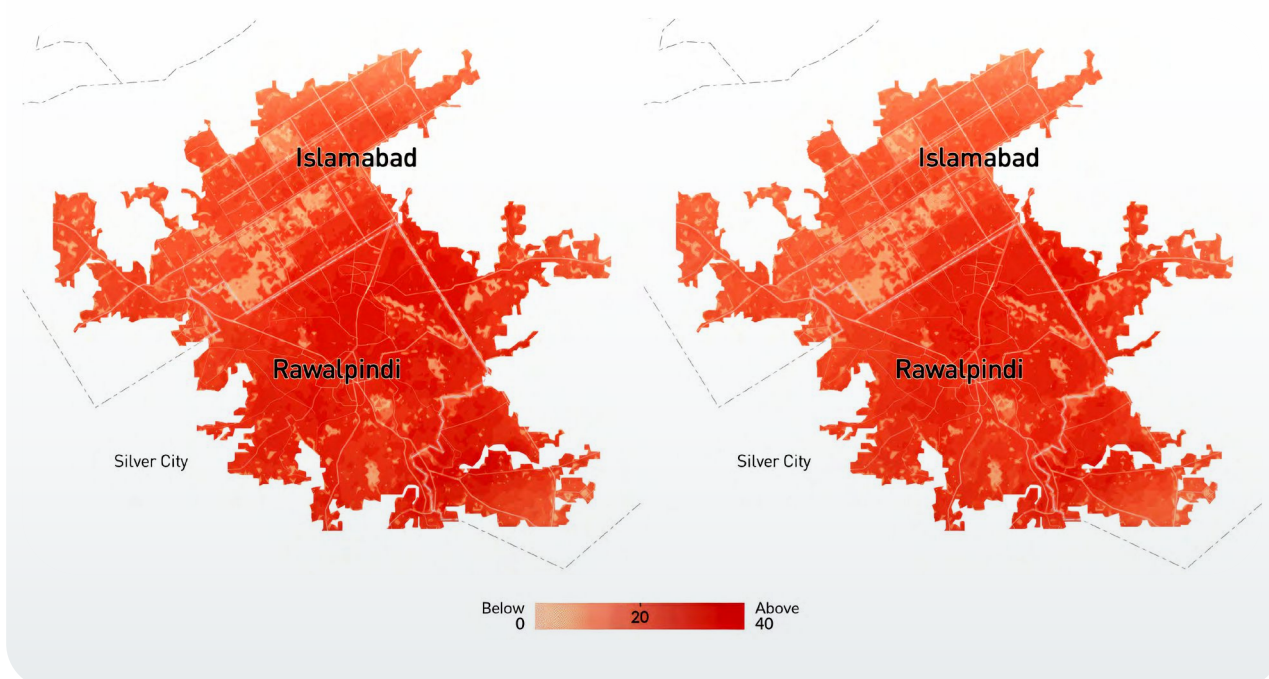 Islamabad
Rawalpindi
Silver City
Islamabad
Rawalpindi
Silver City
Below
0
20
Above
40